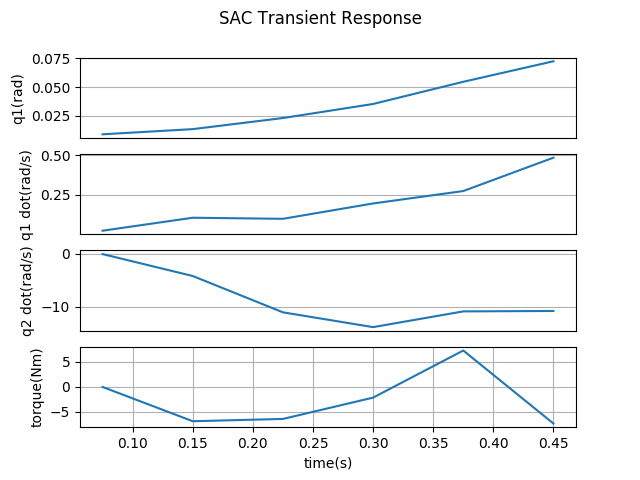 SAC Transient Response
0.075
0.050
0.025
q1(rad)
0.50
0.25
q1 dot(rad/s)
0
−10
q2 dot(rad/s)
5
0
−5
torque(Nm)
0.10 0.15 0.20 0.25 0.30 0.35 0.40 0.45
time(s)